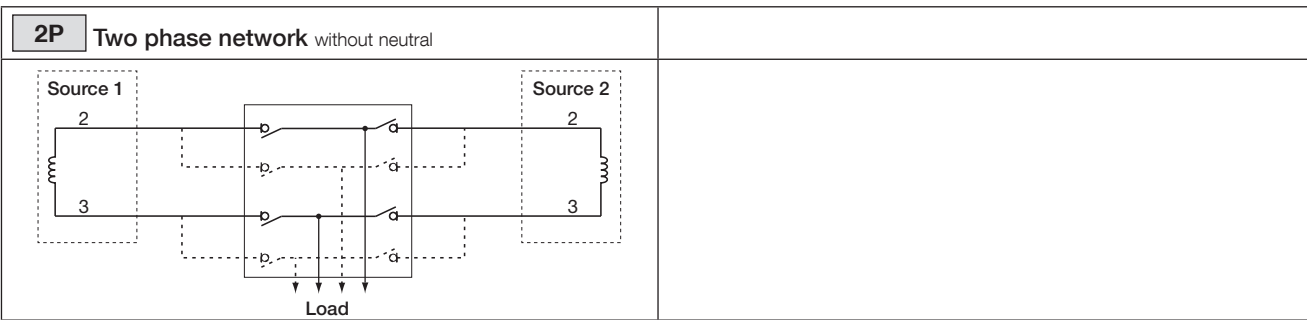 2P Two phase network without neutral
Source 1 Source 2
2 2
3 3
Load